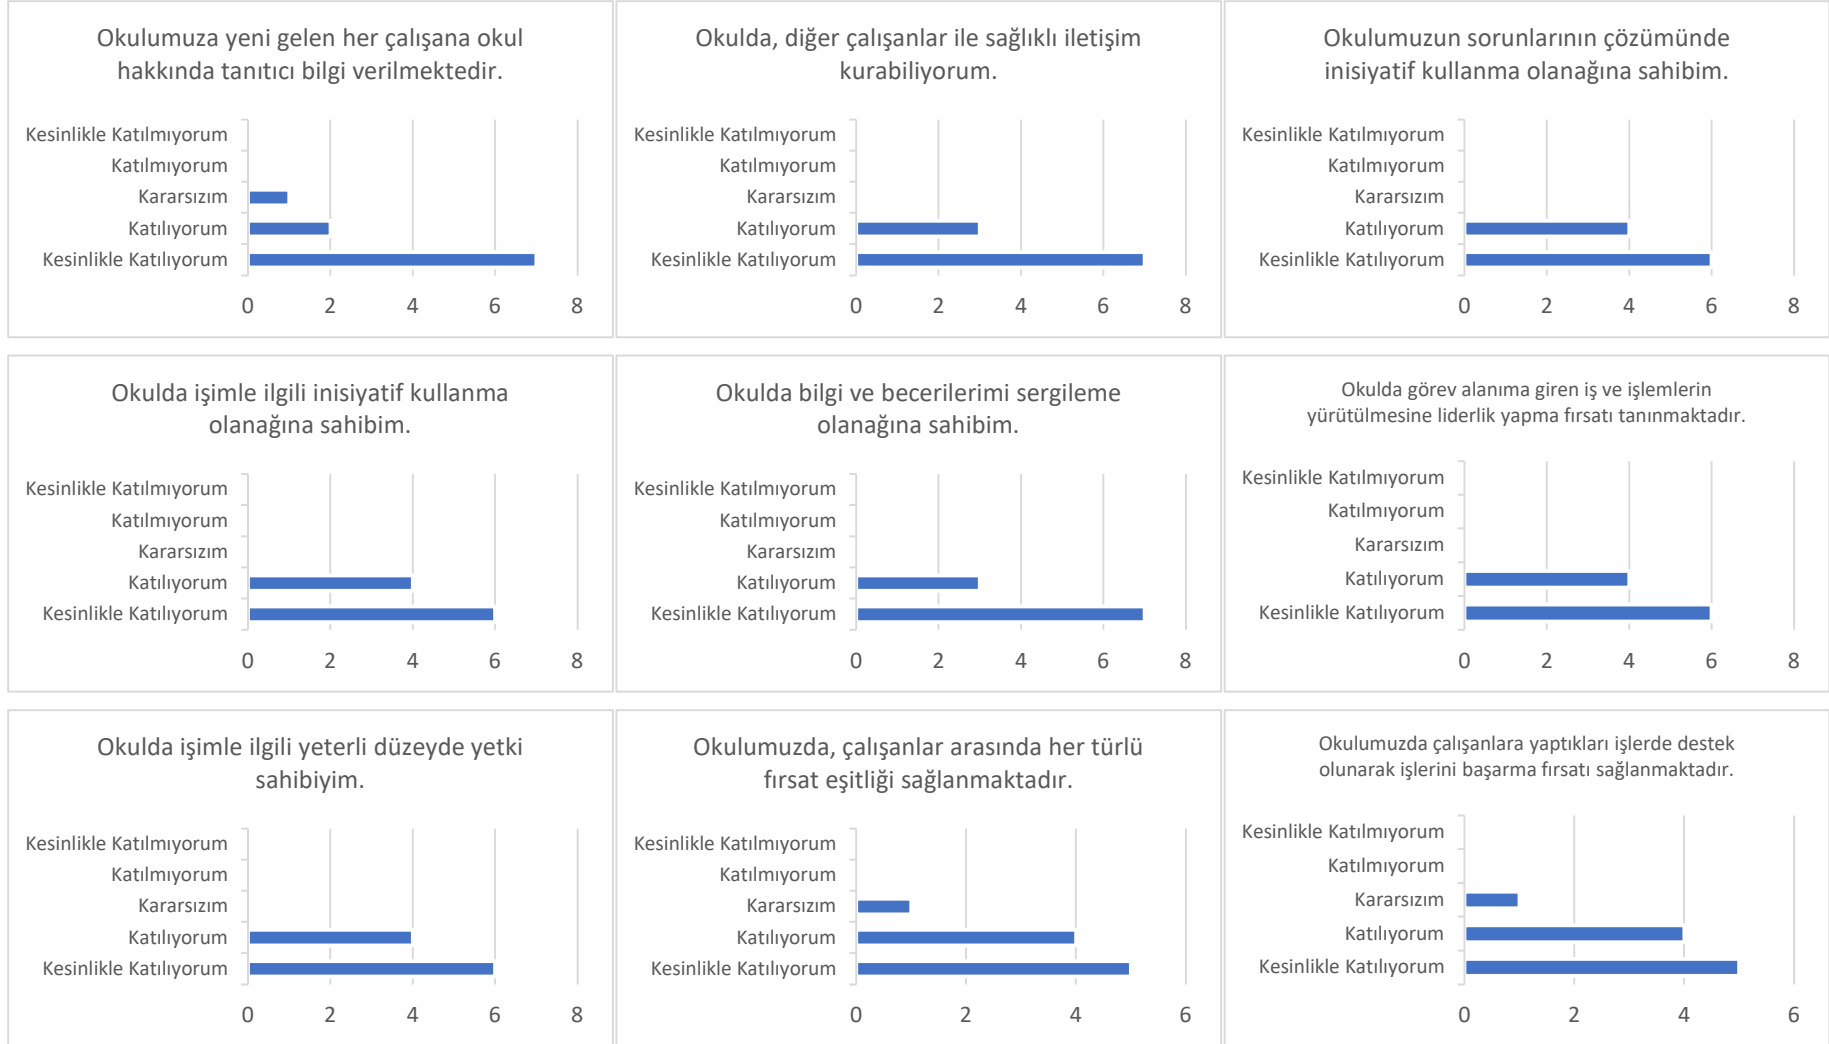 Okulumuza yeni gelen her çalışana okul
hakkında tanıtıcı bilgi verilmektedir.
Kesinlikle Katılmıyorum
Katılmıyorum
Kararsızım
Katılıyorum
Kesinlikle Katılıyorum
0 2 4 6 8
Okulda, diğer çalışanlar ile sağlıklı iletişim
kurabiliyorum.
Kesinlikle Katılmıyorum
Katılmıyorum
Kararsızım
Katılıyorum
Kesinlikle Katılıyorum
0 2 4 6 8
Okulumuzun sorunlarının çözümünde
inisiyatif kullanma olanağına sahibim.
Kesinlikle Katılmıyorum
Katılmıyorum
Kararsızım
Katılıyorum
Kesinlikle Katılıyorum
0 2 4 6 8
Okulda işimle ilgili inisiyatif kullanma
olanağına sahibim.
Kesinlikle Katılmıyorum
Katılmıyorum
Kararsızım
Katılıyorum
Kesinlikle Katılıyorum
0 2 4 6 8
Okulda bilgi ve becerilerimi sergileme
olanağına sahibim.
Kesinlikle Katılmıyorum
Katılmıyorum
Kararsızım
Katılıyorum
Kesinlikle Katılıyorum
0 2 4 6 8
Okulda görev alanıma giren iş ve işlemlerin
yürütülmesine liderlik yapma fırsatı tanınmaktadır.
Kesinlikle Katılmıyorum
Katılmıyorum
Kararsızım
Katılıyorum
Kesinlikle Katılıyorum
0 2 4 6 8
Okulda işimle ilgili yeterli düzeyde yetki
sahibiyim.
Kesinlikle Katılmıyorum
Katılmıyorum
Kararsızım
Katılıyorum
Kesinlikle Katılıyorum
0 2 4 6 8
Okulumuzda, çalışanlar arasında her türlü
fırsat eşitliği sağlanmaktadır.
Kesinlikle Katılmıyorum
Katılmıyorum
Kararsızım
Katılıyorum
Kesinlikle Katılıyorum
0 2 4 6
Okulumuzda çalışanlara yaptıkları işlerde destek
olunarak işlerini başarma fırsatı sağlanmaktadır.
Kesinlikle Katılmıyorum
Katılmıyorum
Kararsızım
Katılıyorum
Kesinlikle Katılıyorum
0 2 4 6